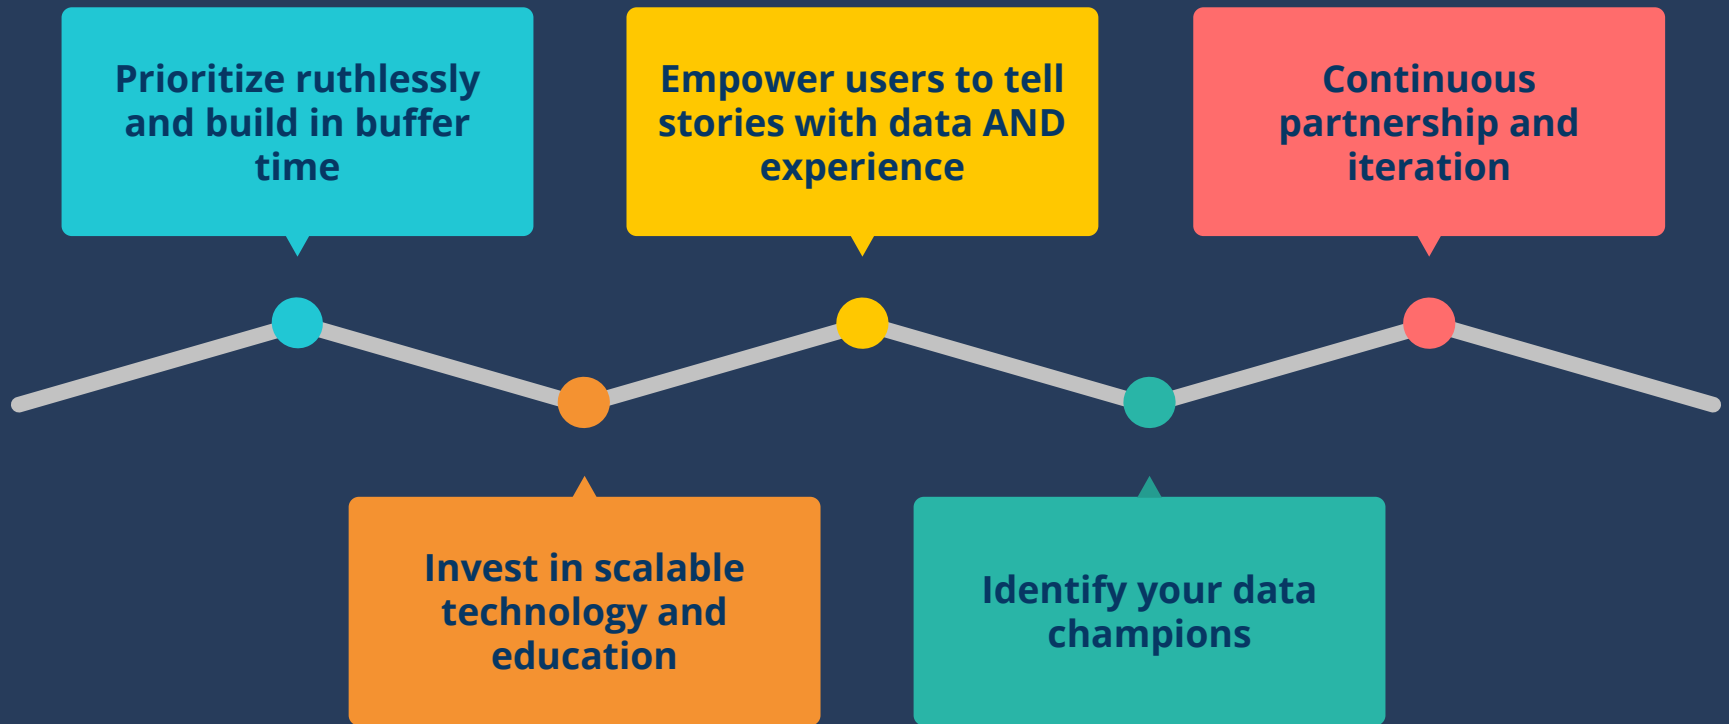 Prioritize ruthlessly
and build in buffer
time
Invest in scalable
technology and
education
Empower users to tell
stories with data AND
experience
Identify your data
champions
Continuous
partnership and
iteration